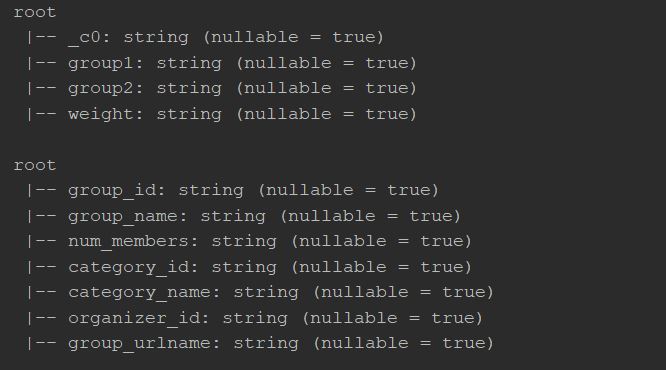 root
 |-- _c0: string (nullable = true)
 |-- group1: string (nullable = true)
 |-- group2: string (nullable = true)
 |-- weight: string (nullable = true)

root
 |-- group_id: string (nullable = true)
 |-- group_name: string (nullable = true)
 |-- num_members: string (nullable = true)
 |-- category_id: string (nullable = true)
 |-- category_name: string (nullable = true)
 |-- organizer_id: string (nullable = true)
 |-- group_urlname: string (nullable = true)